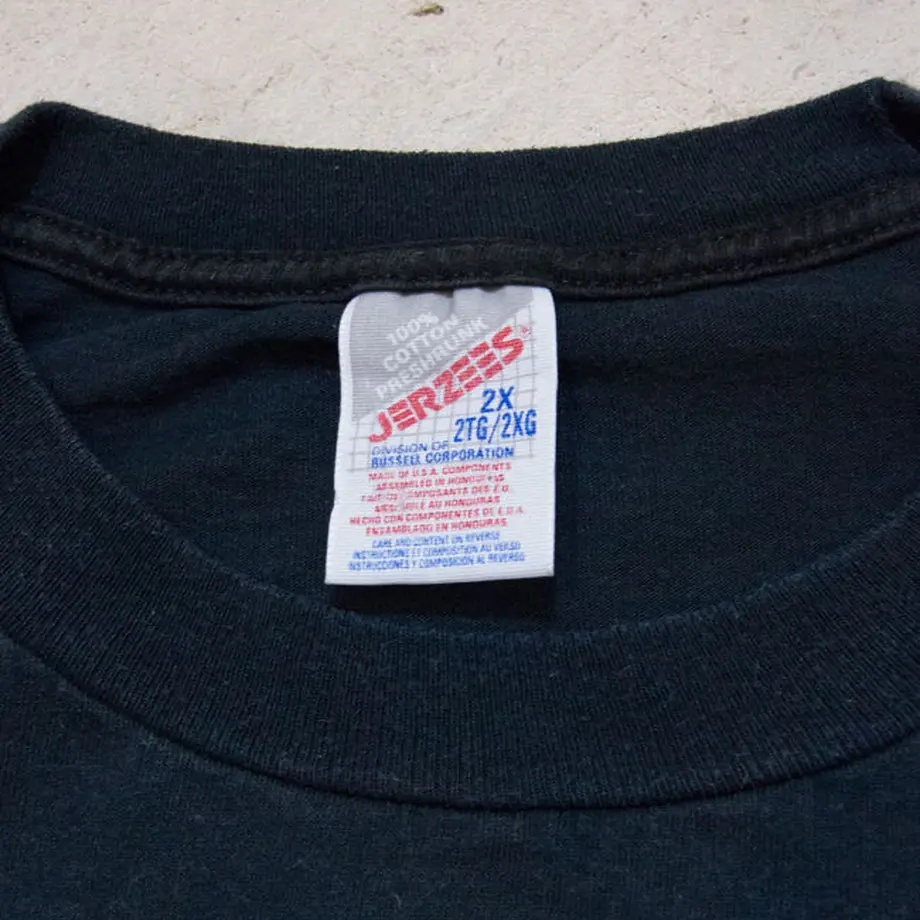 100%
COTTON
PRESHRUNK
JERZEES®
2X
2TG/2XG
DIVISION OF
RUSSELL CORPORATION
MADE OF U.S.A. COMPONENTS
ASSEMBLED IN HONDURAS
FAIT DE COMPOSANTS DES É.U.
ASSEMBLÉ AU HONDURAS
HECHO CON COMPONENTES DE E.U.A.
ENSAMBLADO EN HONDURAS
CARE AND CONTENT ON REVERSE
INSTRUCTIONS ET COMPOSITION AU VERSO
INSTRUCCIONES Y COMPOSICION AL REVERSO